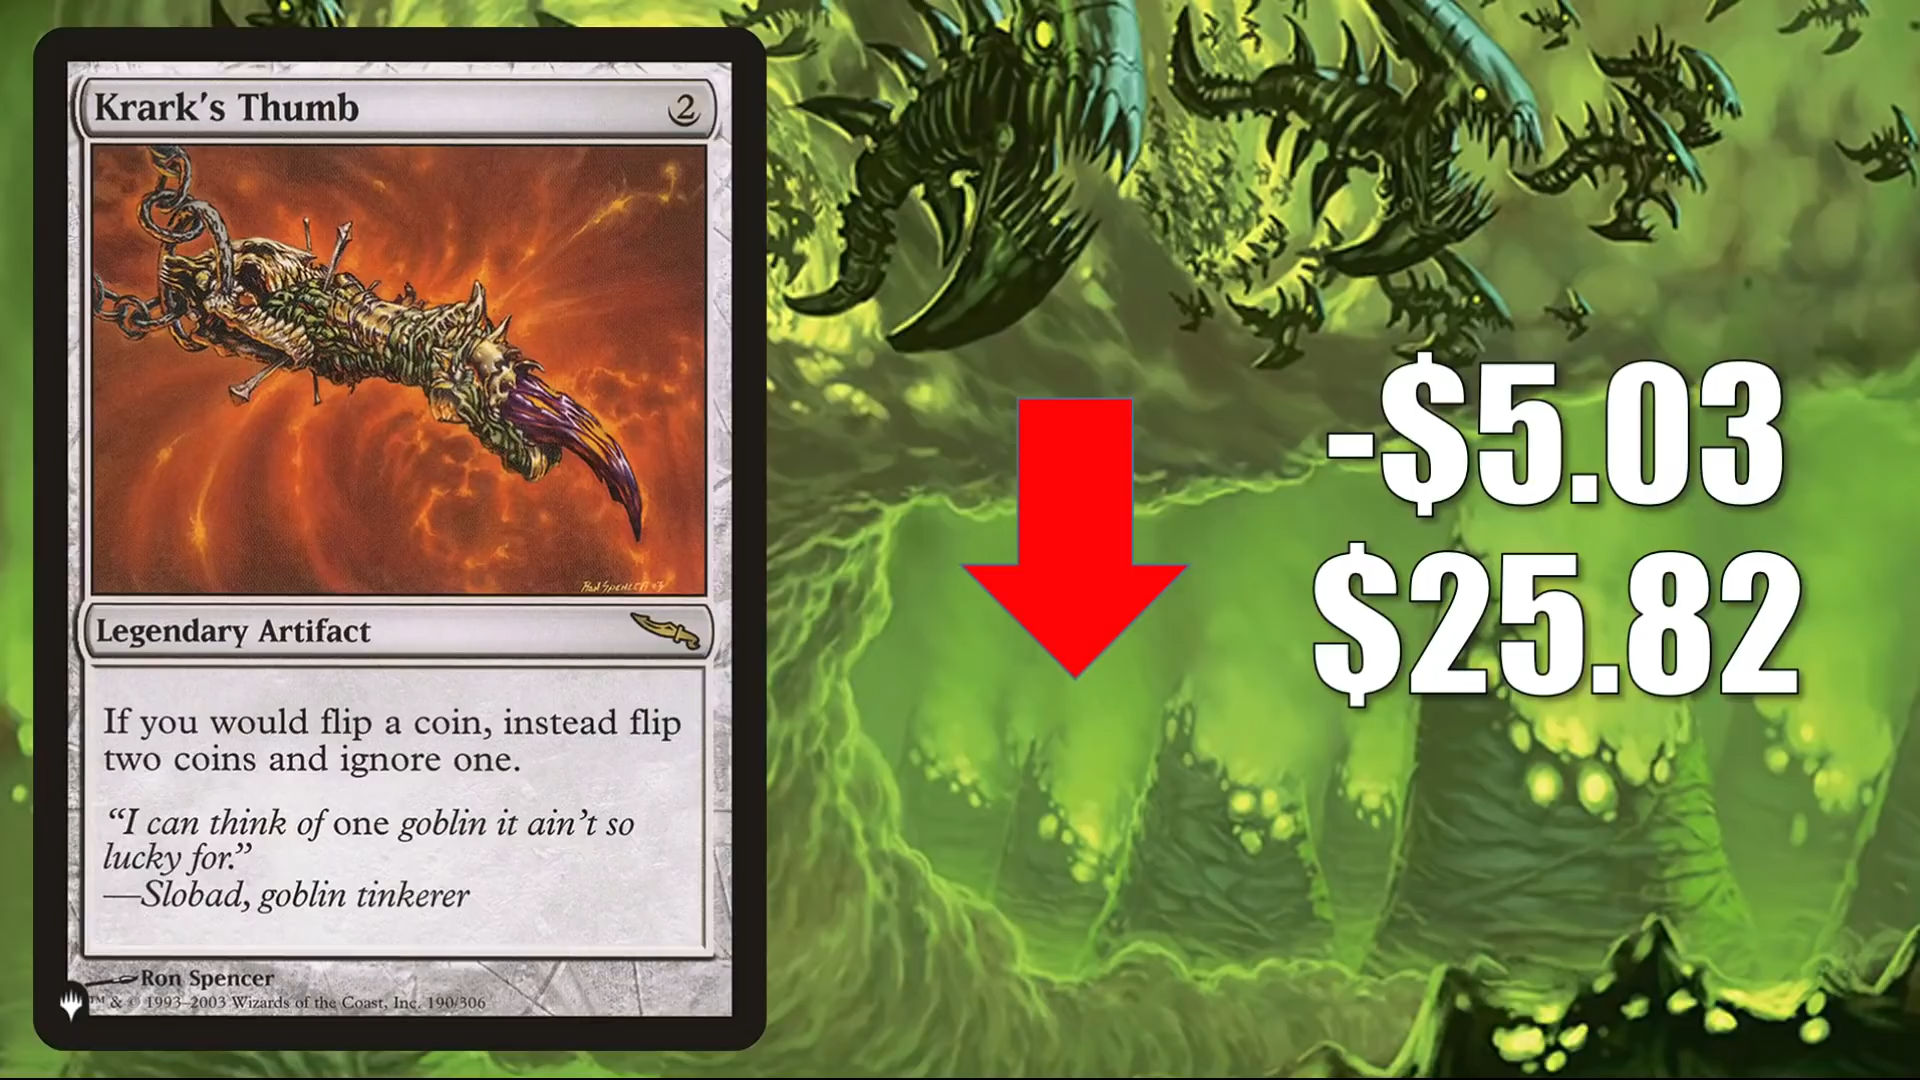 Krark's Thumb 2
Legendary Artifact
If you would flip a coin, instead flip
two coins and ignore one.
“I can think of one goblin it ain't so
lucky for.”
—Slobad, goblin tinkerer
Ron Spencer
™ & © 1993–2003 Wizards of the Coast, Inc. 190/306
-$5.03
$25.82